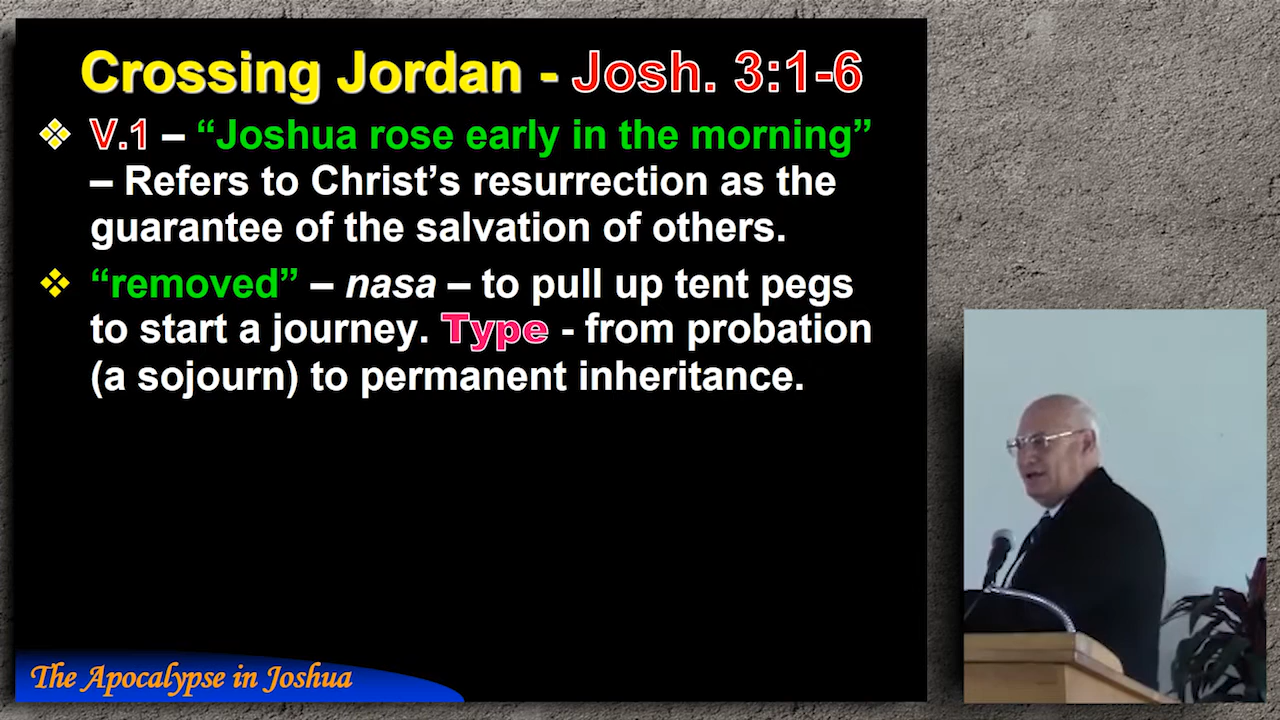 Crossing Jordan - Josh. 3:1-6
V.1 – “Joshua rose early in the morning”
– Refers to Christ’s resurrection as the
guarantee of the salvation of others.
“removed” – nasa – to pull up tent pegs
to start a journey. Type - from probation
(a sojourn) to permanent inheritance.
The Apocalypse in Joshua